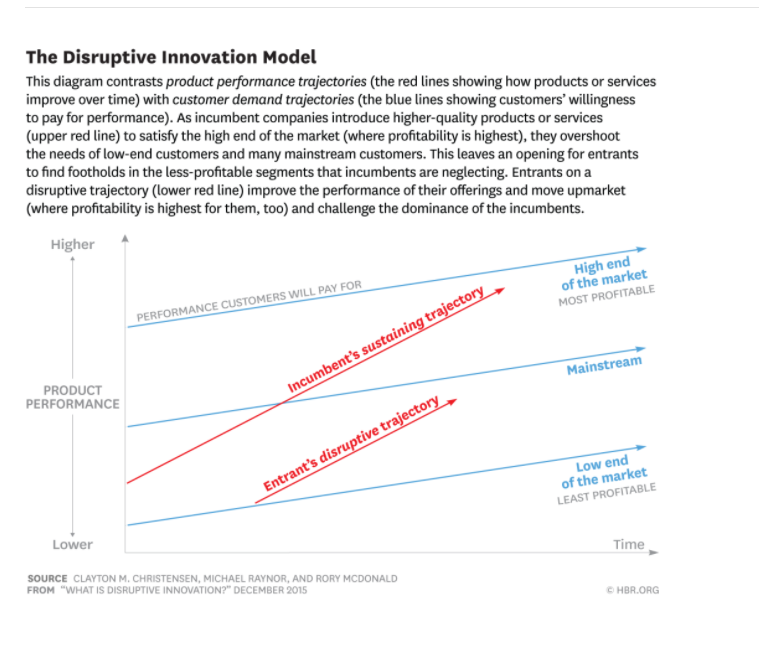 The Disruptive Innovation Model
This diagram contrasts product performance trajectories (the red lines showing how products or services
improve over time) with customer demand trajectories (the blue lines showing customers’ willingness
to pay for performance). As incumbent companies introduce higher-quality products or services
(upper red line) to satisfy the high end of the market (where profitability is highest), they overshoot
the needs of low-end customers and many mainstream customers. This leaves an opening for entrants
to find footholds in the less-profitable segments that incumbents are neglecting. Entrants on a
disruptive trajectory (lower red line) improve the performance of their offerings and move upmarket
(where profitability is highest for them, too) and challenge the dominance of the incumbents.
Higher
PERFORMANCE CUSTOMERS WILL PAY FOR
High end
of the market
MOST PROFITABLE
Incumbent’s sustaining trajectory
Mainstream
PRODUCT
PERFORMANCE
Entrant’s disruptive trajectory
Low end
of the market
LEAST PROFITABLE
Lower
Time
SOURCE CLAYTON M. CHRISTENSEN, MICHAEL RAYNOR, AND RORY MCDONALD
FROM “WHAT IS DISRUPTIVE INNOVATION?” DECEMBER 2015
© HBR.ORG